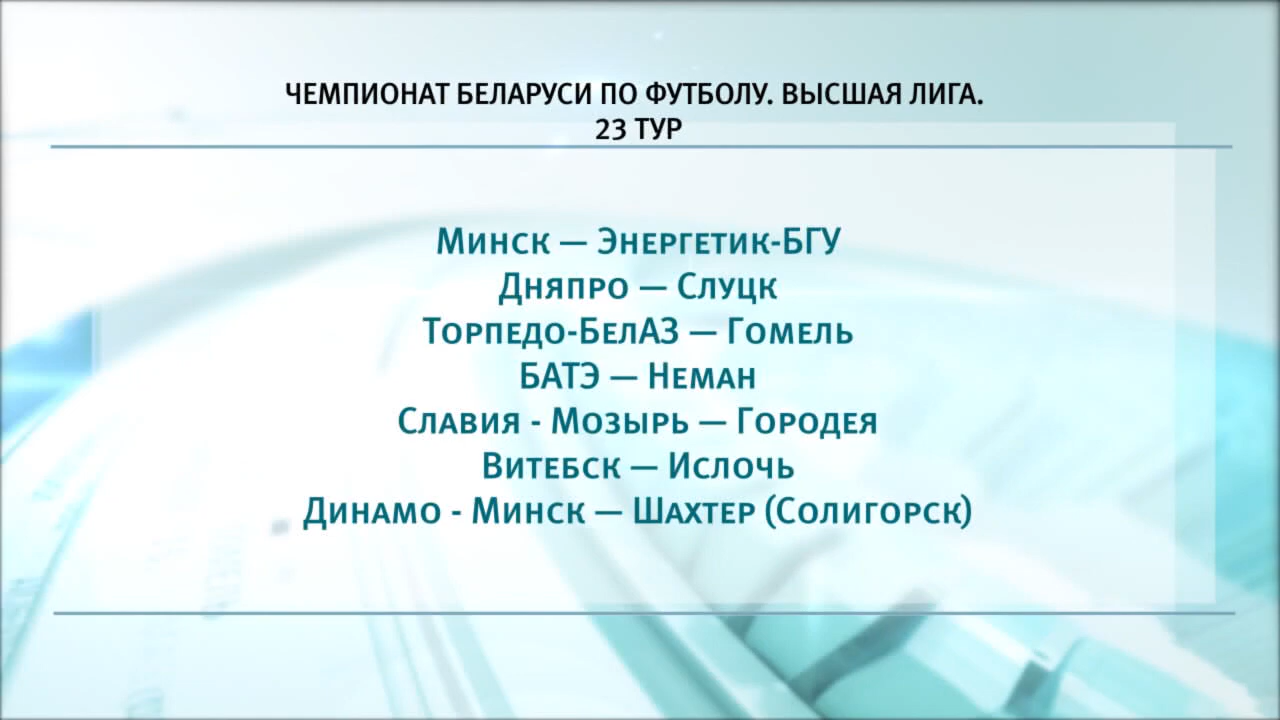 ЧЕМПИОНАТ БЕЛАРУСИ ПО ФУТБОЛУ. ВЫСШАЯ ЛИГА.
23 ТУР
Минск — Энергетик-БГУ
Дняпро — Слуцк
Торпедо-БелАЗ — Гомель
БАТЭ — Неман
Славия - Мозырь — Городея
Витебск — Ислочь
Динамо - Минск — Шахтер (Солигорск)